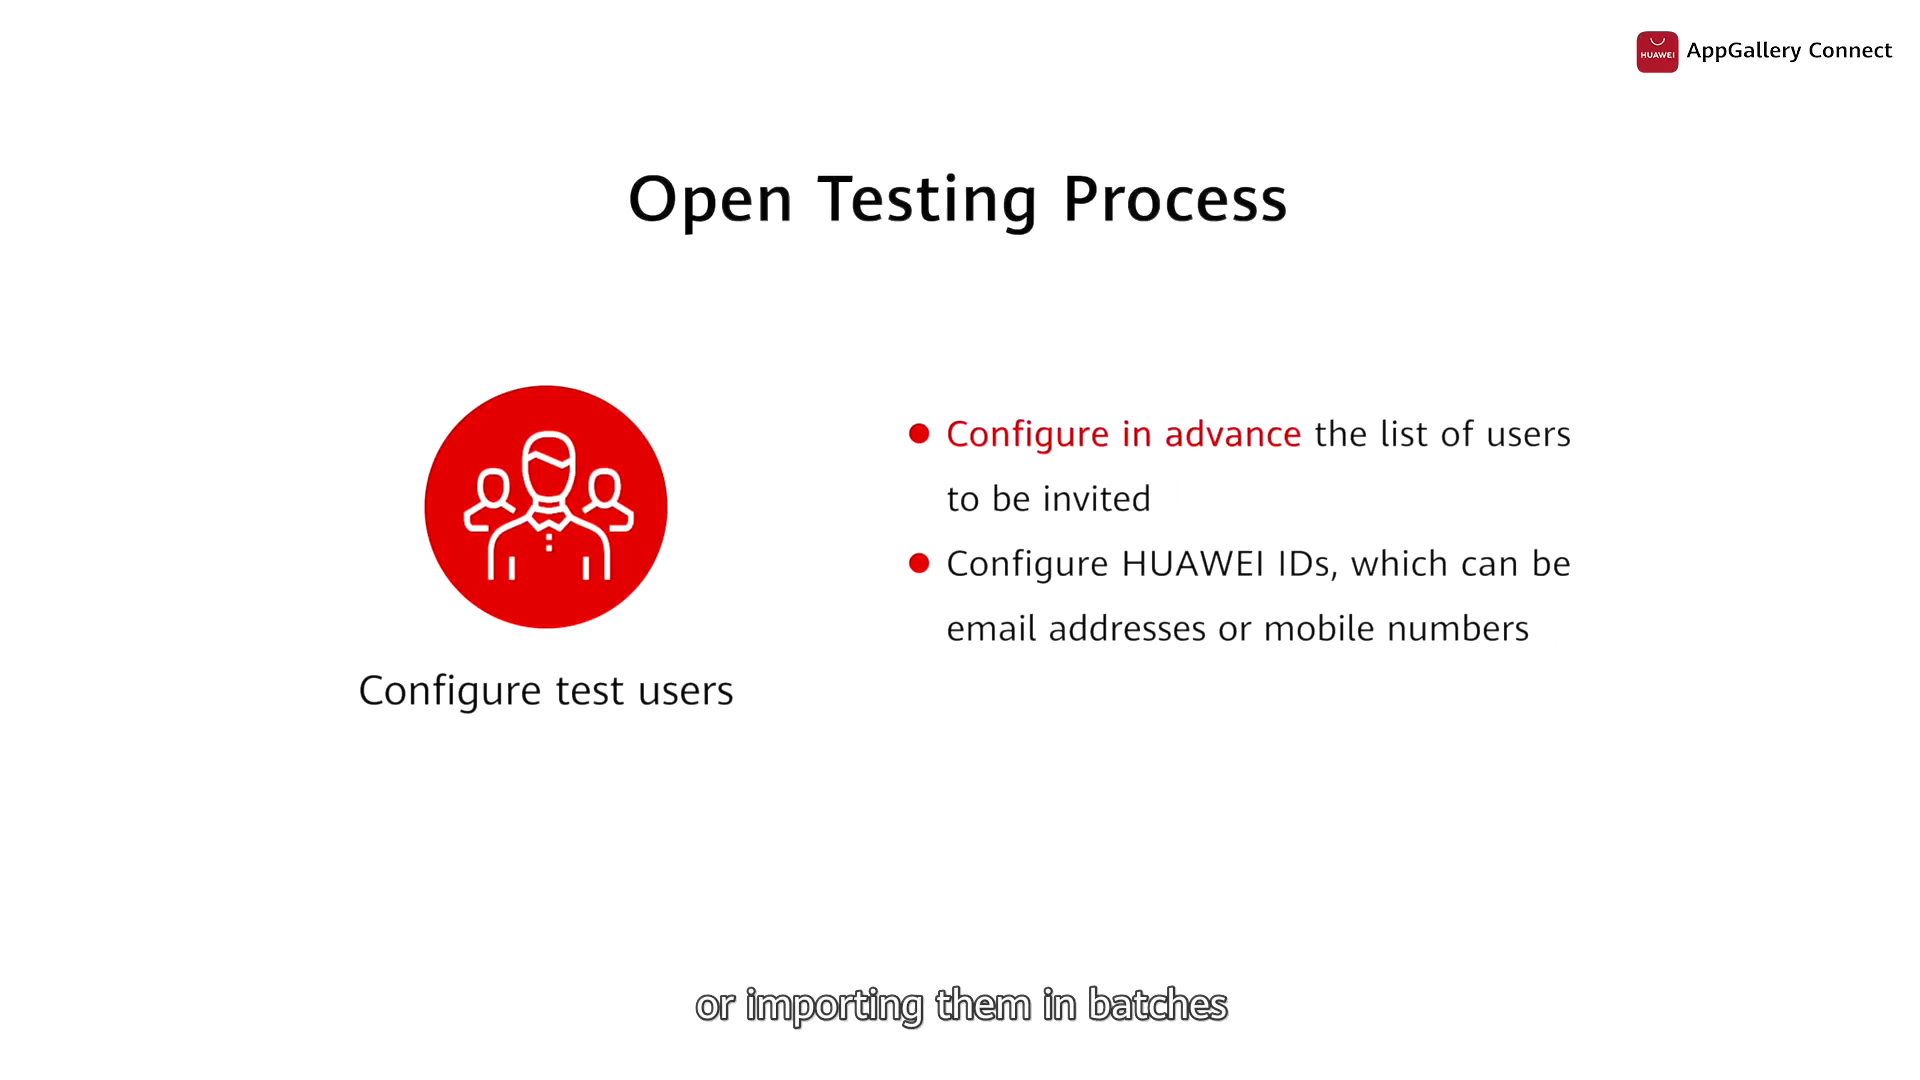 HUAWEI
AppGallery Connect
Open Testing Process
Configure in advance the list of users
to be invited
Configure HUAWEI IDs, which can be
email addresses or mobile numbers
Configure test users
or importing them in batches